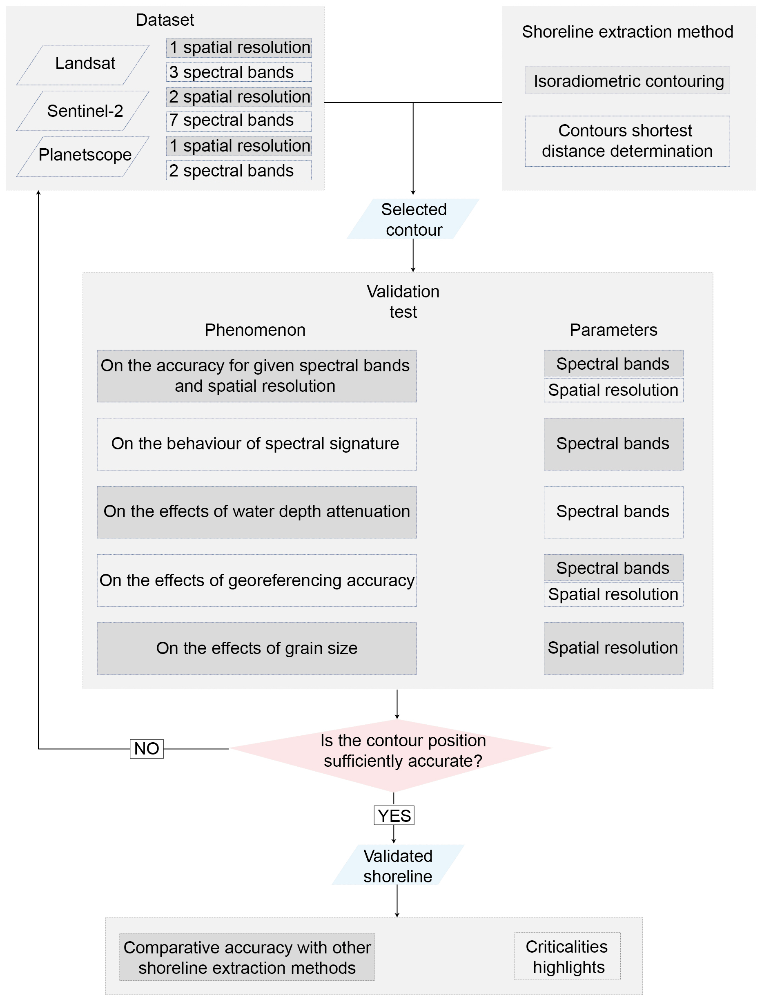 Dataset
Landsat
1 spatial resolution
3 spectral bands
Sentinel-2
2 spatial resolution
7 spectral bands
Planetscope
1 spatial resolution
2 spectral bands
Shoreline extraction method
Isoradiometric contouring
Contours shortest
distance determination
Selected
contour
Validation
test
Phenomenon
Parameters
On the accuracy for given spectral bands
and spatial resolution
Spectral bands
Spatial resolution
On the behaviour of spectral signature
Spectral bands
On the effects of water depth attenuation
Spectral bands
On the effects of georeferencing accuracy
Spectral bands
Spatial resolution
On the effects of grain size
Spatial resolution
Is the contour position
sufficiently accurate?
NO
YES
Validated
shoreline
Comparative accuracy with other
shoreline extraction methods
Criticalities
highlights